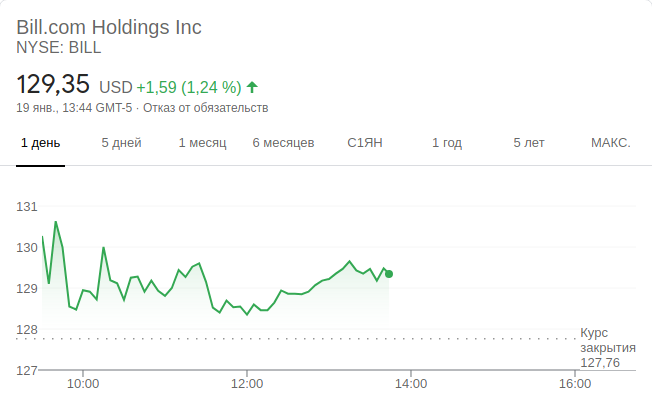 Bill.com Holdings Inc
NYSE: BILL
129,35 USD +1,59 (1,24 %)
19 янв., 13:44 GMT-5 · Отказ от обязательств
1 день 5 дней 1 месяц 6 месяцев С1ЯН 1 год 5 лет МАКС.
131
130
129
128
Курс
закрытия
127,76
127
10:00 12:00 14:00 16:00